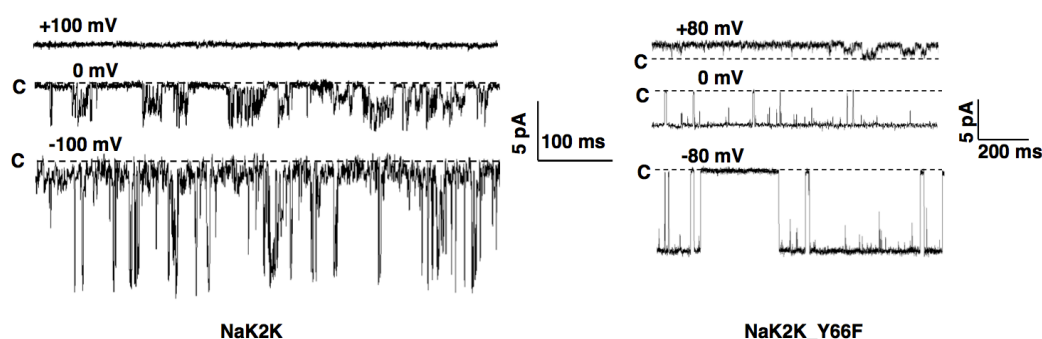 +100 mV
0 mV
C
-100 mV
C
5 pA
100 ms
NaK2K
+80 mV
C
0 mV
C
-80 mV
C
5 pA
200 ms
NaK2K_Y66F